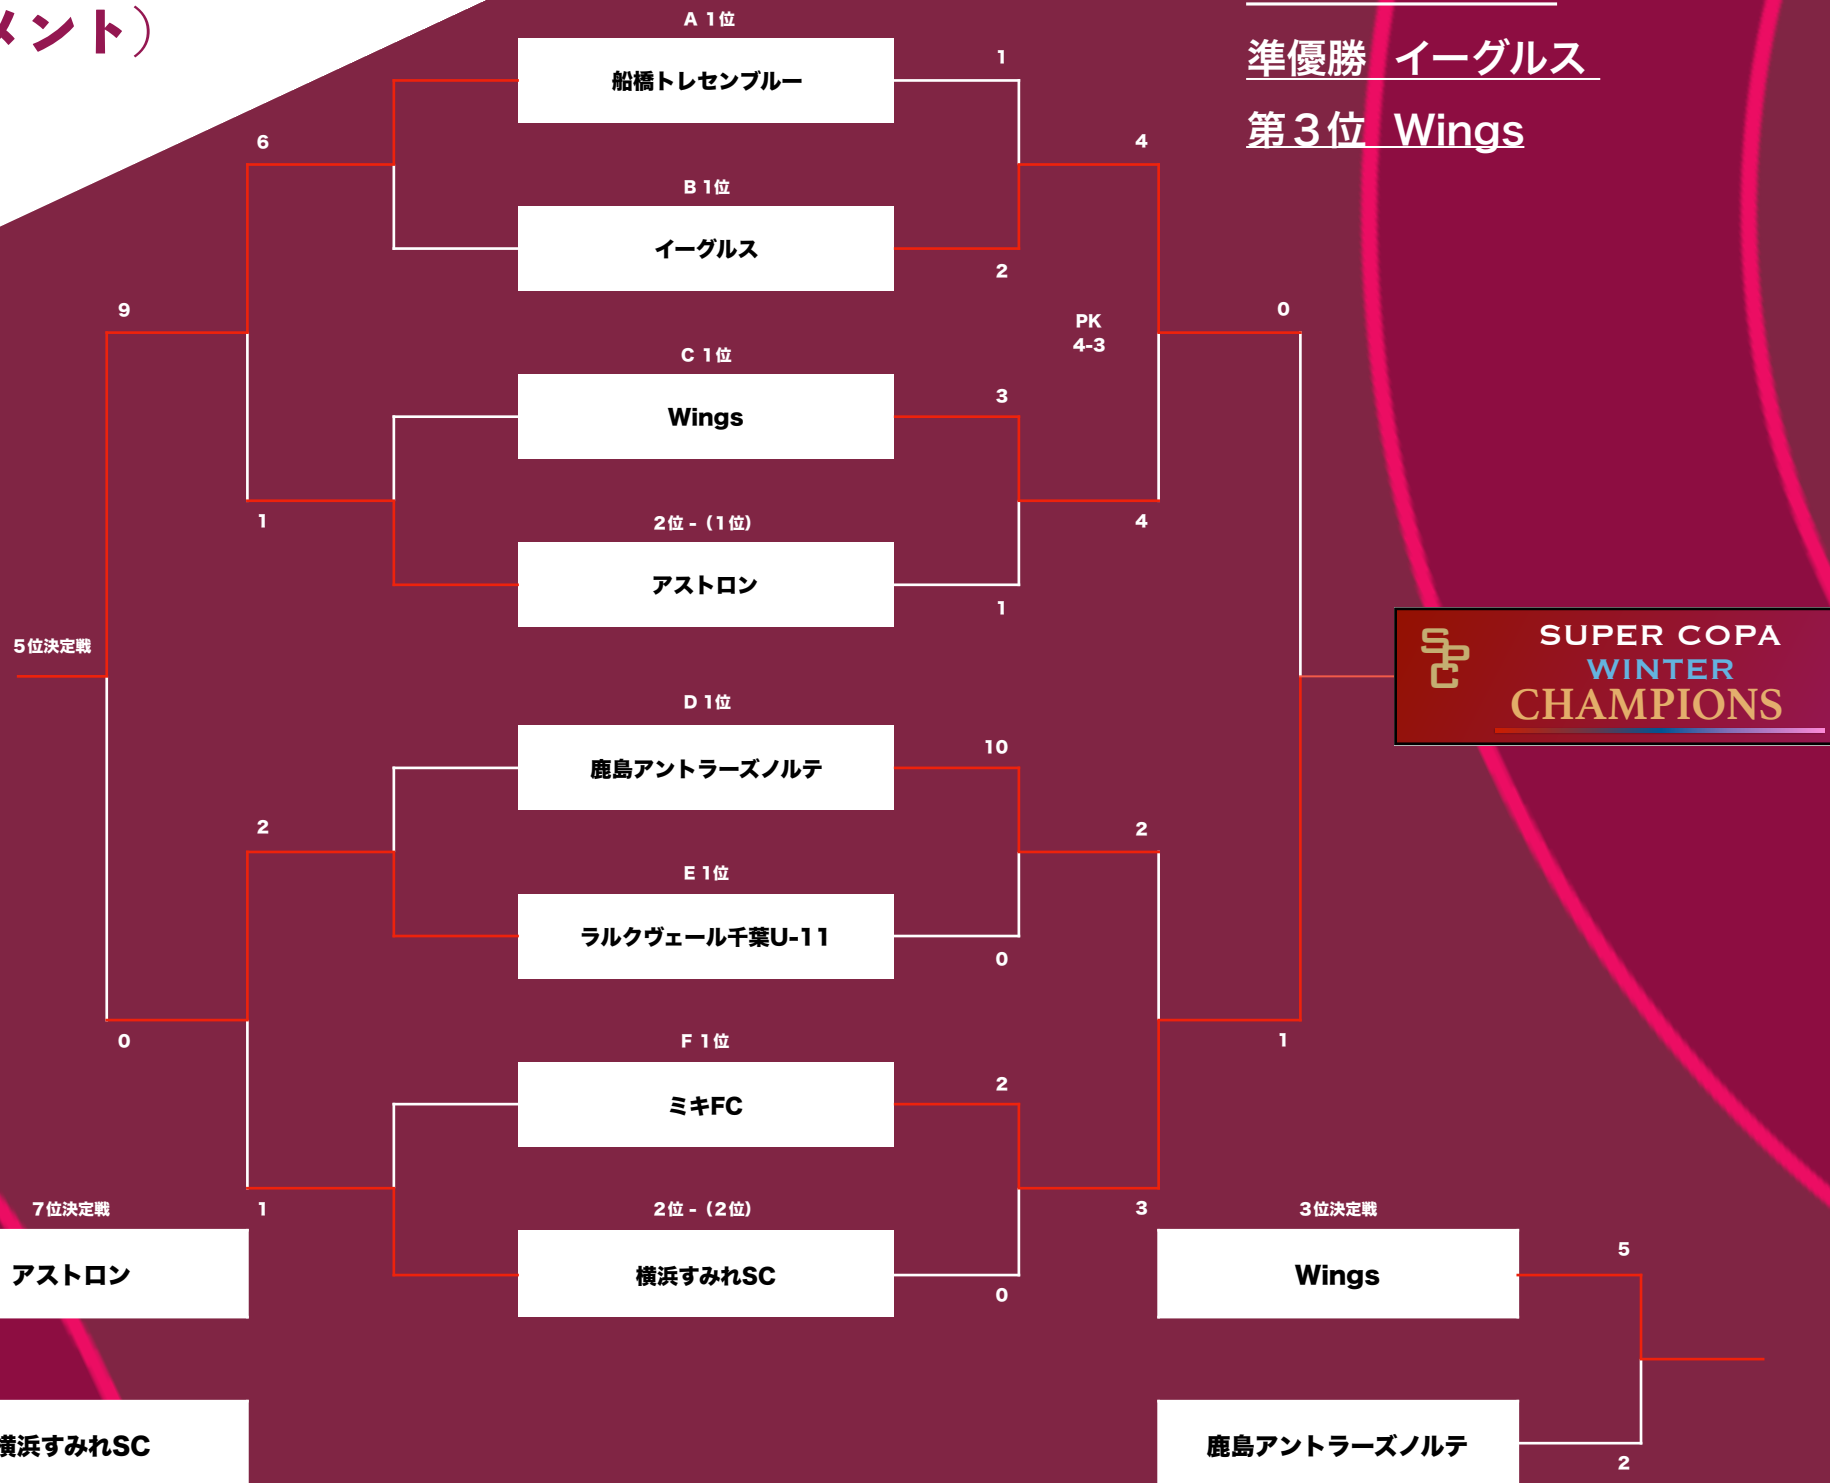 メント）
準優勝 イーグルス
第３位 Wings
A 1位
船橋トレセンブルー
1
6
4
B 1位
イーグルス
2
9
0
PK
4-3
C 1位
Wings
3
1
4
2位 -（1位）
アストロン
1
5位決定戦
SPC
SUPER COPA
WINTER
CHAMPIONS
D 1位
鹿島アントラーズノルテ
10
2
2
E 1位
ラルクヴェール千葉U-11
0
0
1
F 1位
ミキFC
2
7位決定戦
1
2位 -（2位）
3
3位決定戦
アストロン
横浜すみれSC
0
Wings
5
横浜すみれSC
鹿島アントラーズノルテ
2